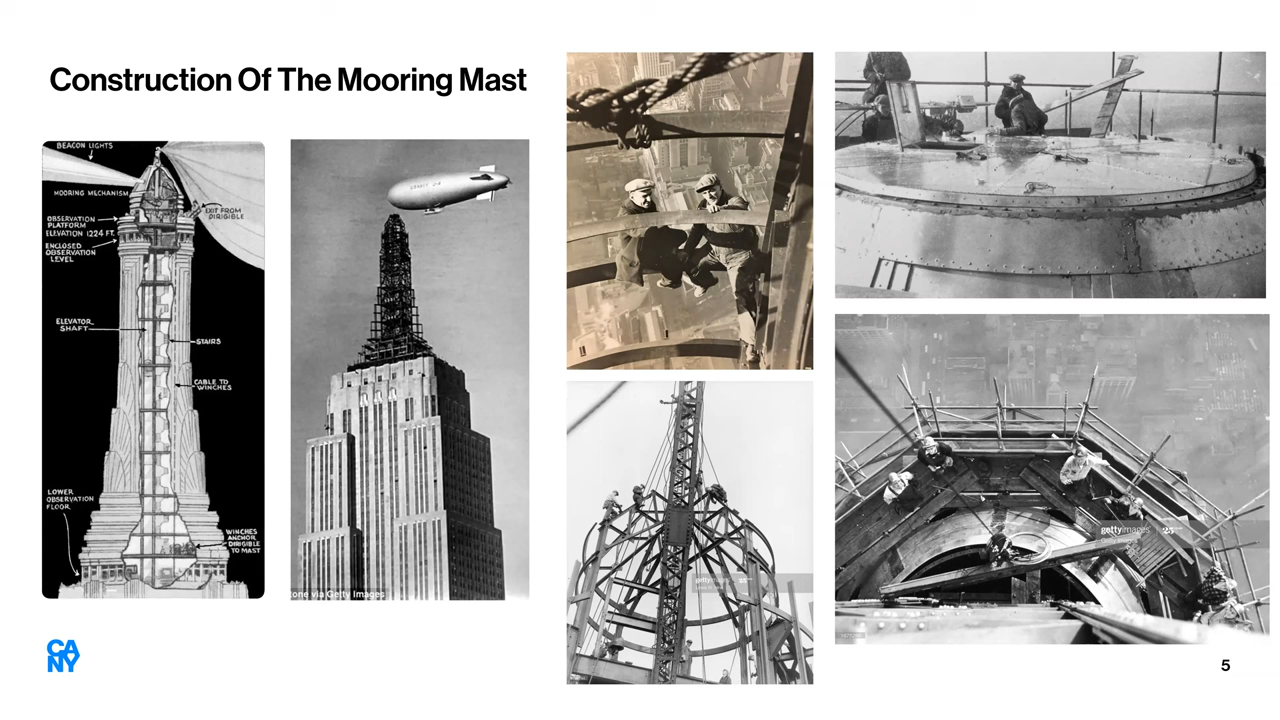 Construction Of The Mooring Mast
BEACON LIGHTS
MOORING MECHANISM
EXIT FROM
DIRIGIBLE
OBSERVATION
PLATFORM
ELEVATION 1224 FT.
ENCLOSED
OBSERVATION
LEVEL
ELEVATOR
SHAFT
STAIRS
CABLE TO
WINCHES
LOWER
OBSERVATION
FLOOR
WINCHES
ANCHOR
DIRIGIBLE
TO MAST
tone via Getty Images
gettyimages
gettyimages
CA
NY
5